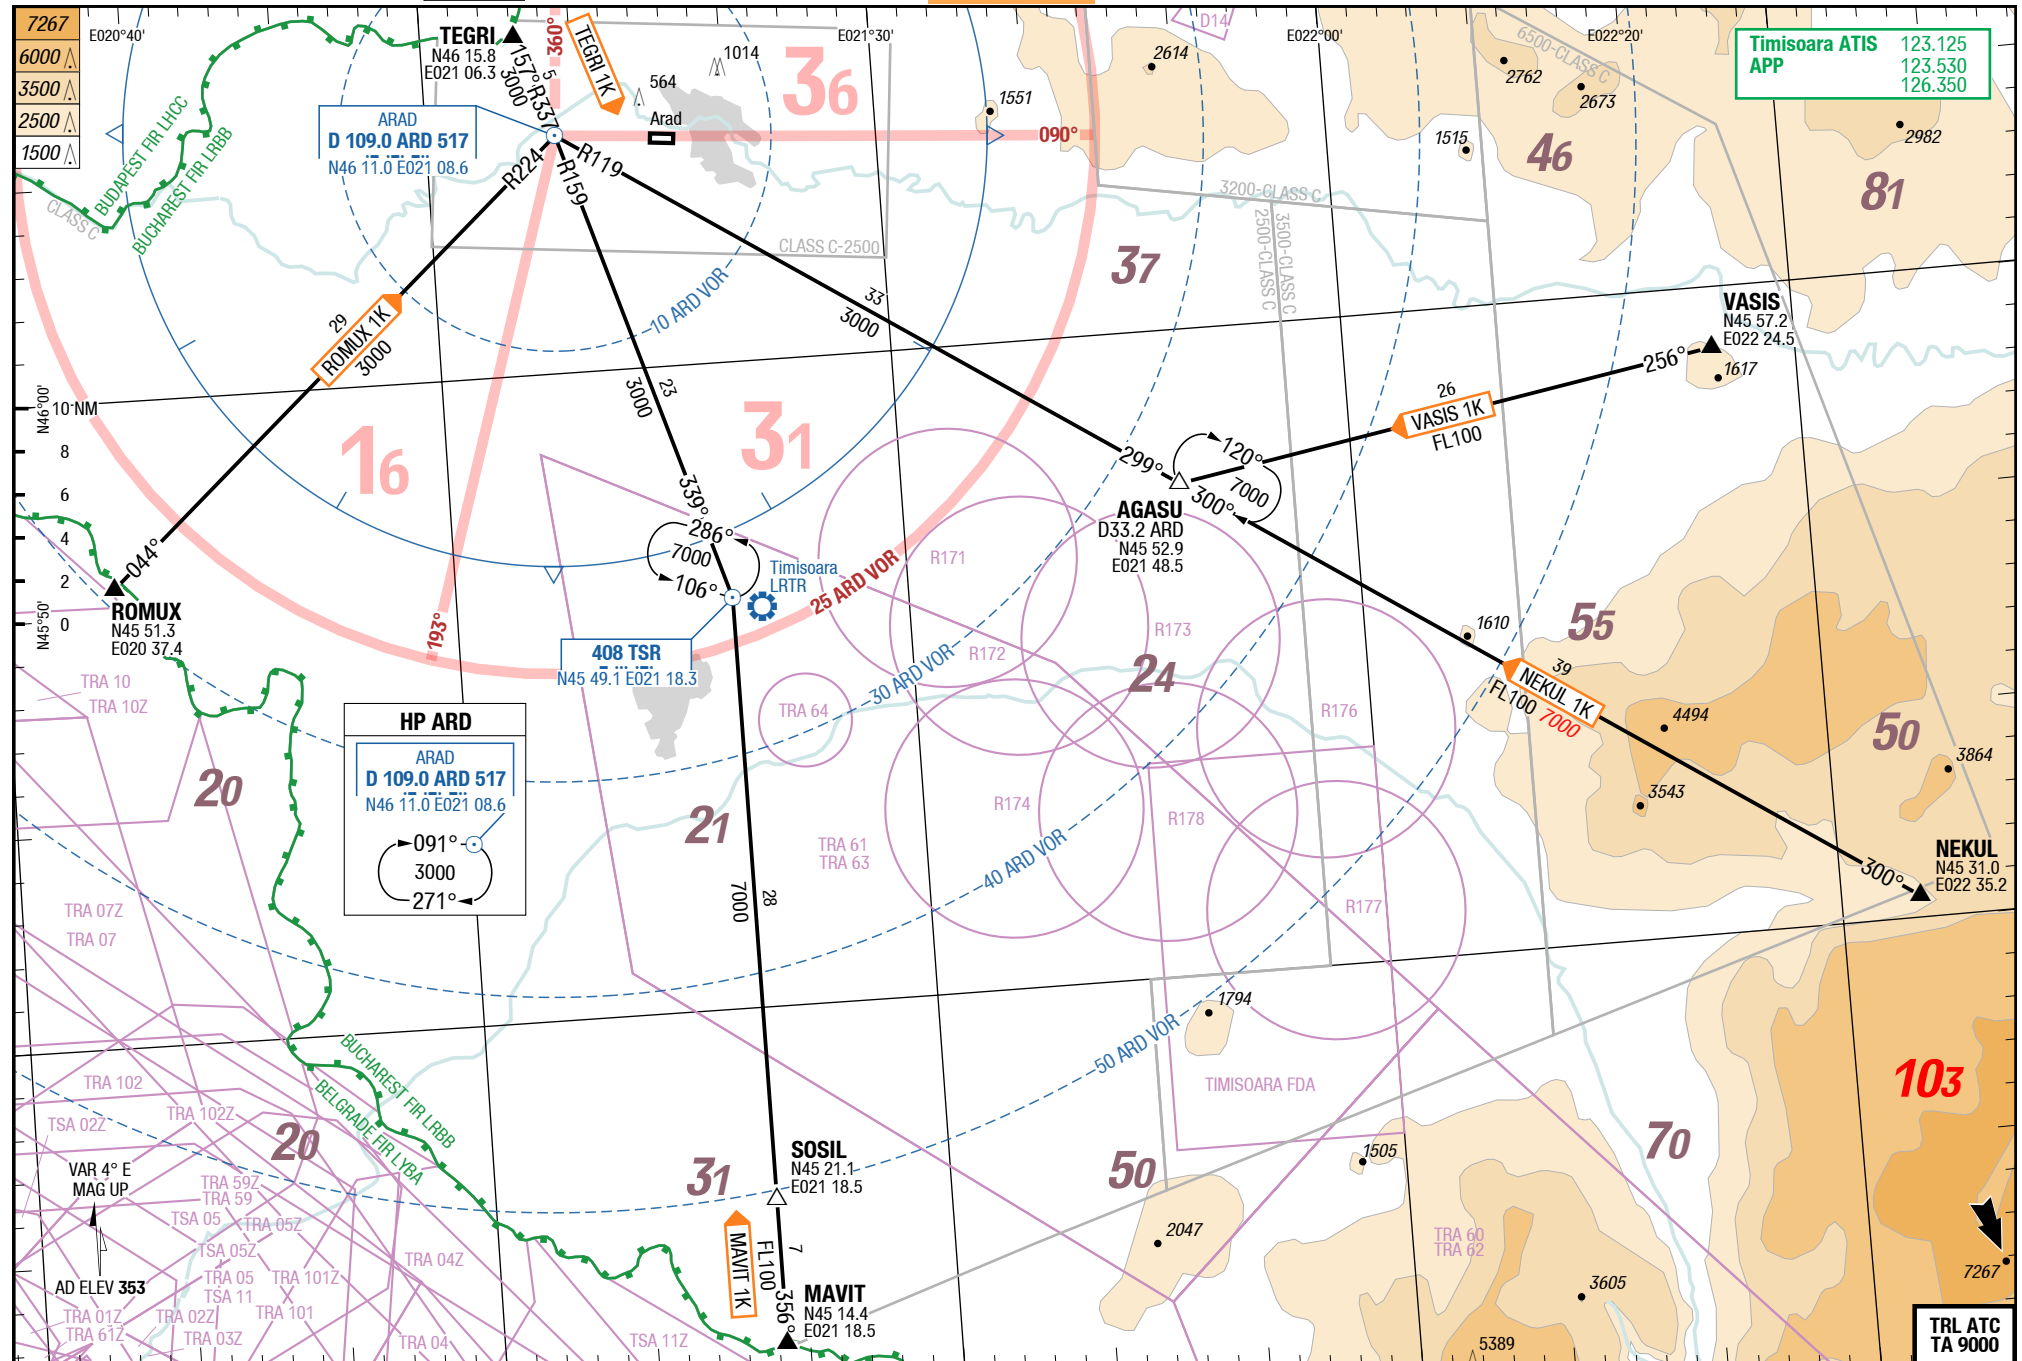 7267
6000
3500
2500
1500
E020°40'
BUDAPEST FIR LHCC
BUCHAREST FIR LRBB
CLASS C
TEGRI
N46 15.8
E021 06.3
157°
R337
5
3000
360°
TEGRI 1K
564
1014
Arad
36
E021°30'
1551
090°
2614
D14
E022°00'
6500-CLASS C
2762
2673
E022°20'
Timisoara ATIS 123.125
APP 123.530
126.350
1515
46
2982
81
ARAD
D 109.0 ARD 517
N46 11.0 E021 08.6
R224
R159
R119
CLASS C-2500
3200-CLASS C
2500-CLASS C
3500-CLASS C
37
10 ARD VOR
29
ROMUX 1K
3000
33
3000
23
3000
VASIS
N45 57.2
E022 24.5
1617
256°
26
VASIS 1K
FL100
N46°00'
10 NM
8
6
4
2
0
N45°50'
16
31
339°
299°
120°
7000
300°
AGASU
D33.2 ARD
N45 52.9
E021 48.5
286°
7000
106°
Timisoara
LRTR
25 ARD VOR
R171
044°
ROMUX
N45 51.3
E020 37.4
193°
408 TSR
N45 49.1 E021 18.3
R172
R173
24
30 ARD VOR
1610
55
39
NEKUL 1K
FL100 7000
4494
50
3864
3543
TRA 10
TRA 10Z
TRA 64
R176
HP ARD
ARAD
D 109.0 ARD 517
N46 11.0 E021 08.6
091°
3000
271°
20
21
TRA 61
TRA 63
R174
R178
40 ARD VOR
28
7000
R177
300°
NEKUL
N45 31.0
E022 35.2
TRA 07Z
TRA 07
1794
50 ARD VOR
TIMISOARA FDA
103
BUCHAREST FIR LRBB
BELGRADE FIR LYBA
TRA 102
TRA 102Z
TSA 02Z
20
VAR 4° E
MAG UP
TRA 59Z
TRA 59
TSA 05
TRA 05Z
TSA 05Z
TRA 04Z
TRA 05
TSA 11
TRA 101Z
TRA 101
AD ELEV 353
TRA 01Z
TRA 61Z
TRA 02Z
TRA 03Z
TRA 04
TSA 11Z
31
SOSIL
N45 21.1
E021 18.5
MAVIT 1K
FL100
7
356°
MAVIT
N45 14.4
E021 18.5
50
2047
1505
70
TRA 60
TRA 62
3605
5389
7267
TRL ATC
TA 9000